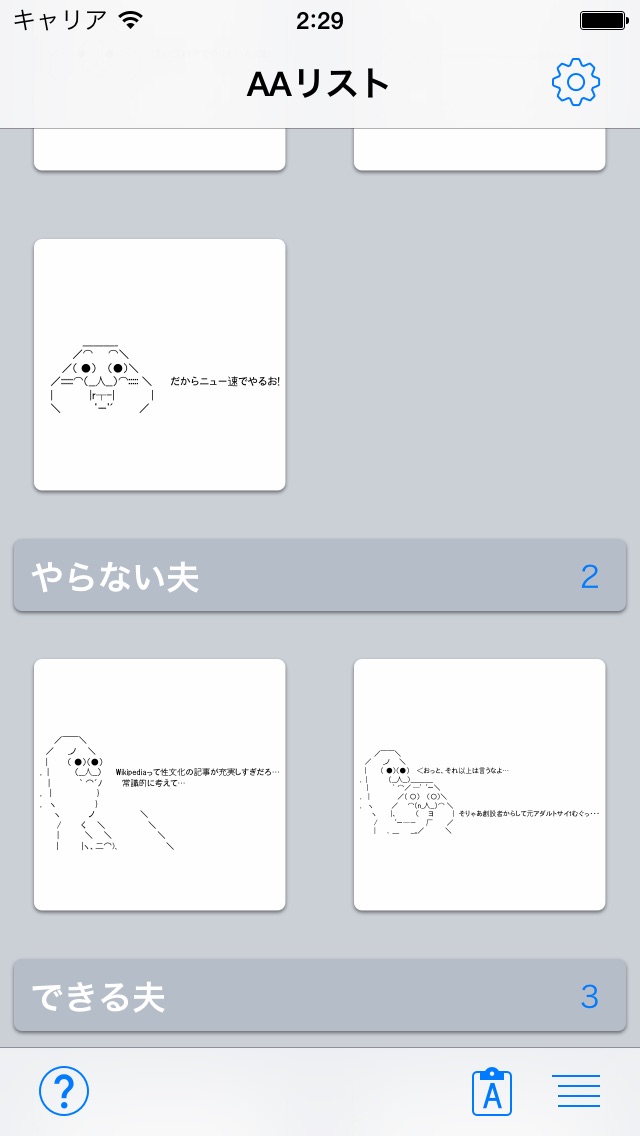 キャリア 2:29
AAリスト
だからニュー速でやるお!
やらない夫 2
Wikipediaって性文化の記事が充実しすぎだろ…
常識的に考えて…
<おっと、それ以上は言うなよ…
そりゃあ創設者からして元アダルトサイtむぐっ・・・
できる夫 3
? A